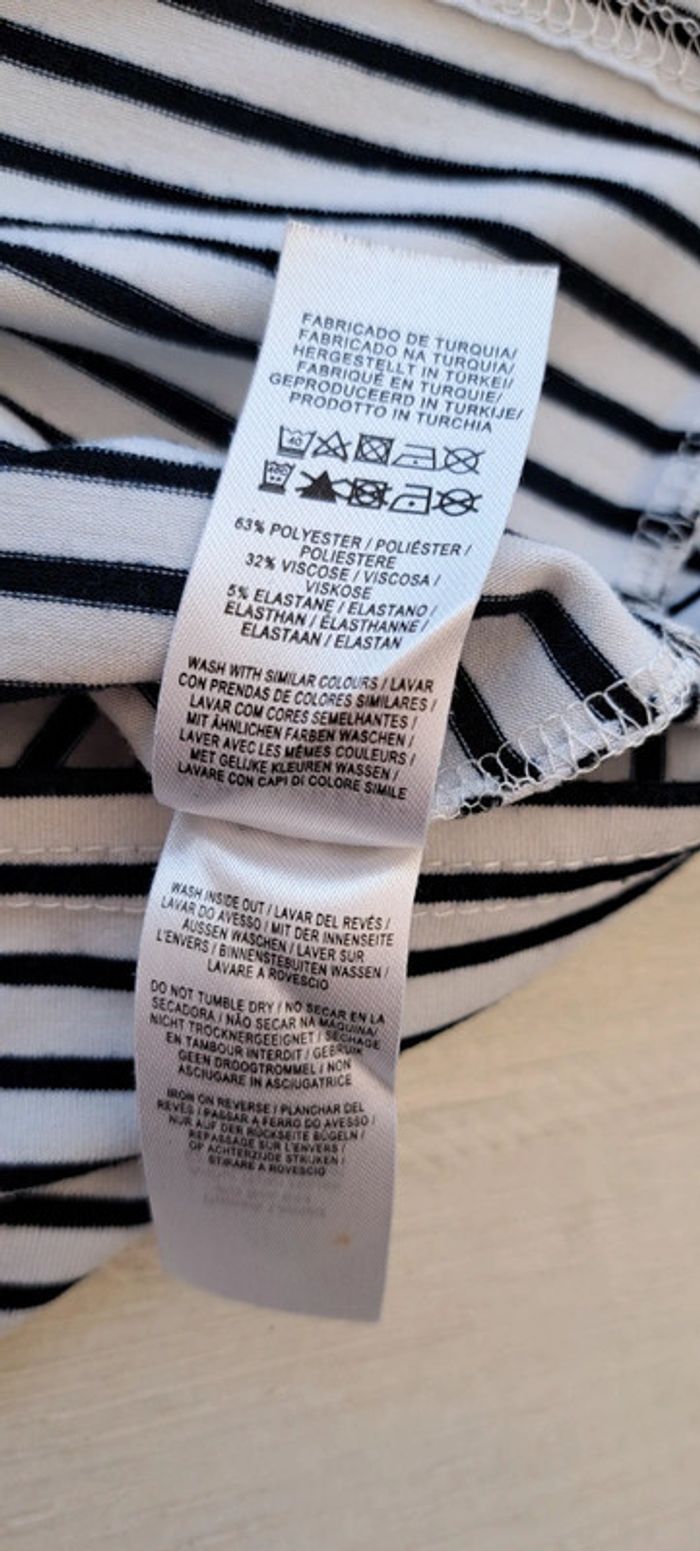 FABRICADO DE TURQUIA/
FABRICADO NA TURQUIA/
HERGESTELLT IN TÜRKEI/
FABRIQUÉ EN TURQUIE/
GEPRODUCEERD IN TURKIJE/
PRODOTTO IN TURCHIA
40
63% POLYESTER / POLIÉSTER /
POLIESTERE
32% VISCOSE / VISCOSA /
VISKOSE
5% ELASTANE / ELASTANO /
ELASTHAN / ÉLASTHANNE /
ELASTAAN / ELASTAN
WASH WITH SIMILAR COLOURS / LAVAR
CON PRENDAS DE COLORES SIMILARES /
LAVAR COM CORES SEMELHANTES /
MIT ÄHNLICHEN FARBEN WASCHEN /
LAVER AVEC LES MÊMES COULEURS /
MET GELIJKE KLEUREN WASSEN /
LAVARE CON CAPI DI COLORE SIMILE
WASH INSIDE OUT / LAVAR DEL REVÉS /
LAVAR DO AVESSO / MIT DER INNENSEITE
AUSSEN WASCHEN / LAVER SUR
L'ENVERS / BINNENSTEBUITEN WASSEN /
LAVARE A ROVESCIO
DO NOT TUMBLE DRY / NO SECAR EN LA
SECADORA / NÃO SECAR NA MÁQUINA/
NICHT TROCKNERGEEIGNET / SÉCHAGE
EN TAMBOUR INTERDIT / GEBRUIK
GEEN DROOGTROMMEL / NON
ASCIUGARE IN ASCIUGATRICE
IRON ON REVERSE / PLANCHAR DEL
REVÉS / PASSAR A FERRO DO AVESSO /
NUR AUF DER RÜCKSEITE BÜGELN /
REPASSAGE SUR L'ENVERS /
OP ACHTERZIJDE STRIJKEN /
STIRARE A ROVESCIO